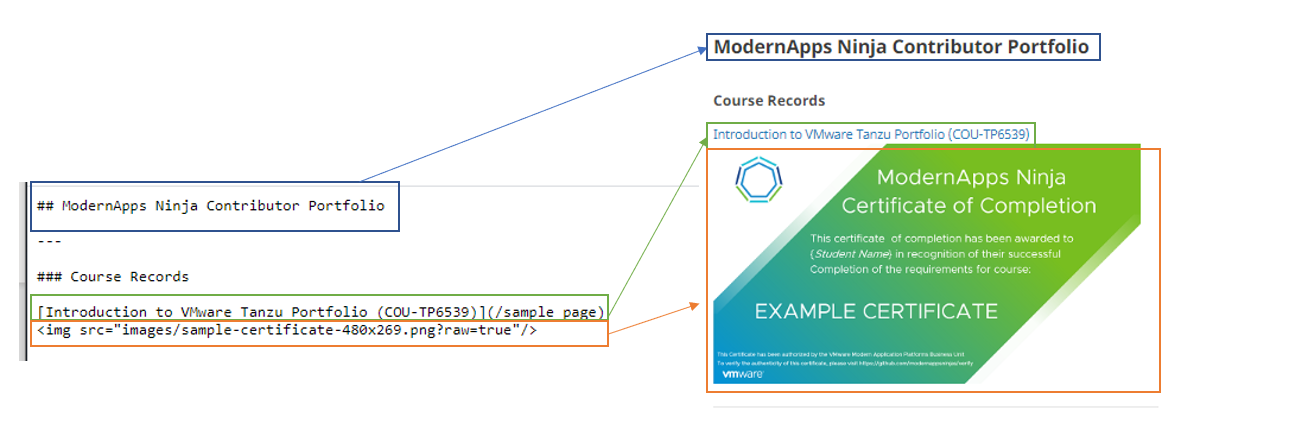 ## ModernApps Ninja Contributor Portfolio
---
### Course Records
[Introduction to VMware Tanzu Portfolio (COU-TP6539)](/sample page)
<img src="images/sample-certificate-480x269.png?raw=true"/>
ModernApps Ninja Contributor Portfolio
Course Records
Introduction to VMware Tanzu Portfolio (COU-TP6539)
ModernApps Ninja
Certificate of Completion
This certificate of completion has been awarded to
{Student Name} in recognition of their successful
Completion of the requirements for course:
EXAMPLE CERTIFICATE
This Certificate has been authorized by the VMware Modern Application Platforms Business Unit
To verify the authenticity of this certificate, please visit https://github.com/modernappsninja/verify
vmware